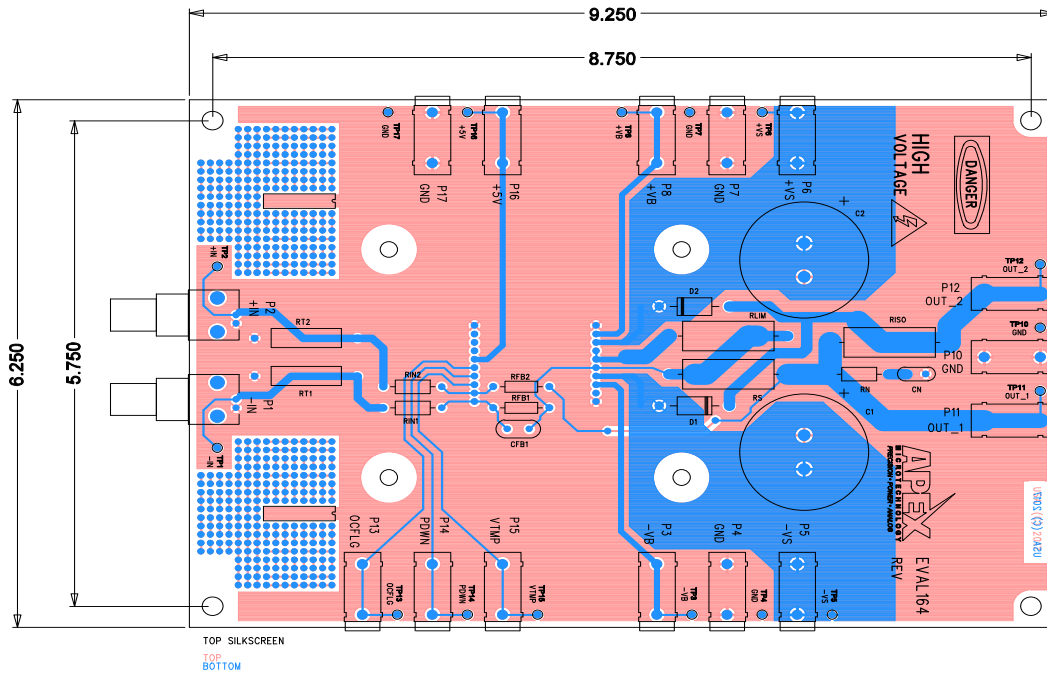 9.250
8.750
6.250
5.750
TP17
GND
TP16
+5V
TP8
+VB
TP7
GND
TP6
+VS
P17
GND
P16
+5V
P8
+VB
P7
GND
P6
+VS
HIGH
VOLTAGE
DANGER
C2
TP2
+IN
P2
+IN
RT2
D2
RLIM
RISO
TP12
OUT_2
P12
OUT_2
TP10
GND
P10
GND
RT1
RIN2
RFB2
RS
RN
CN
TP11
OUT_1
P1
-IN
RIN1
RFB1
CFB1
D1
C1
P11
OUT_1
TP1
-IN
APEX
MICROTECHNOLOGY
PRECISION•POWER•ANALOG
P13
OCFLG
P14
PDWN
P15
VTMP
P3
-VB
P4
GND
P5
-VS
EVAL164
REV
TP13
OCFLG
TP14
PDWN
TP15
VTMP
TP3
-VB
TP4
GND
TP5
-VS
TOP SILKSCREEN
TOP
BOTTOM